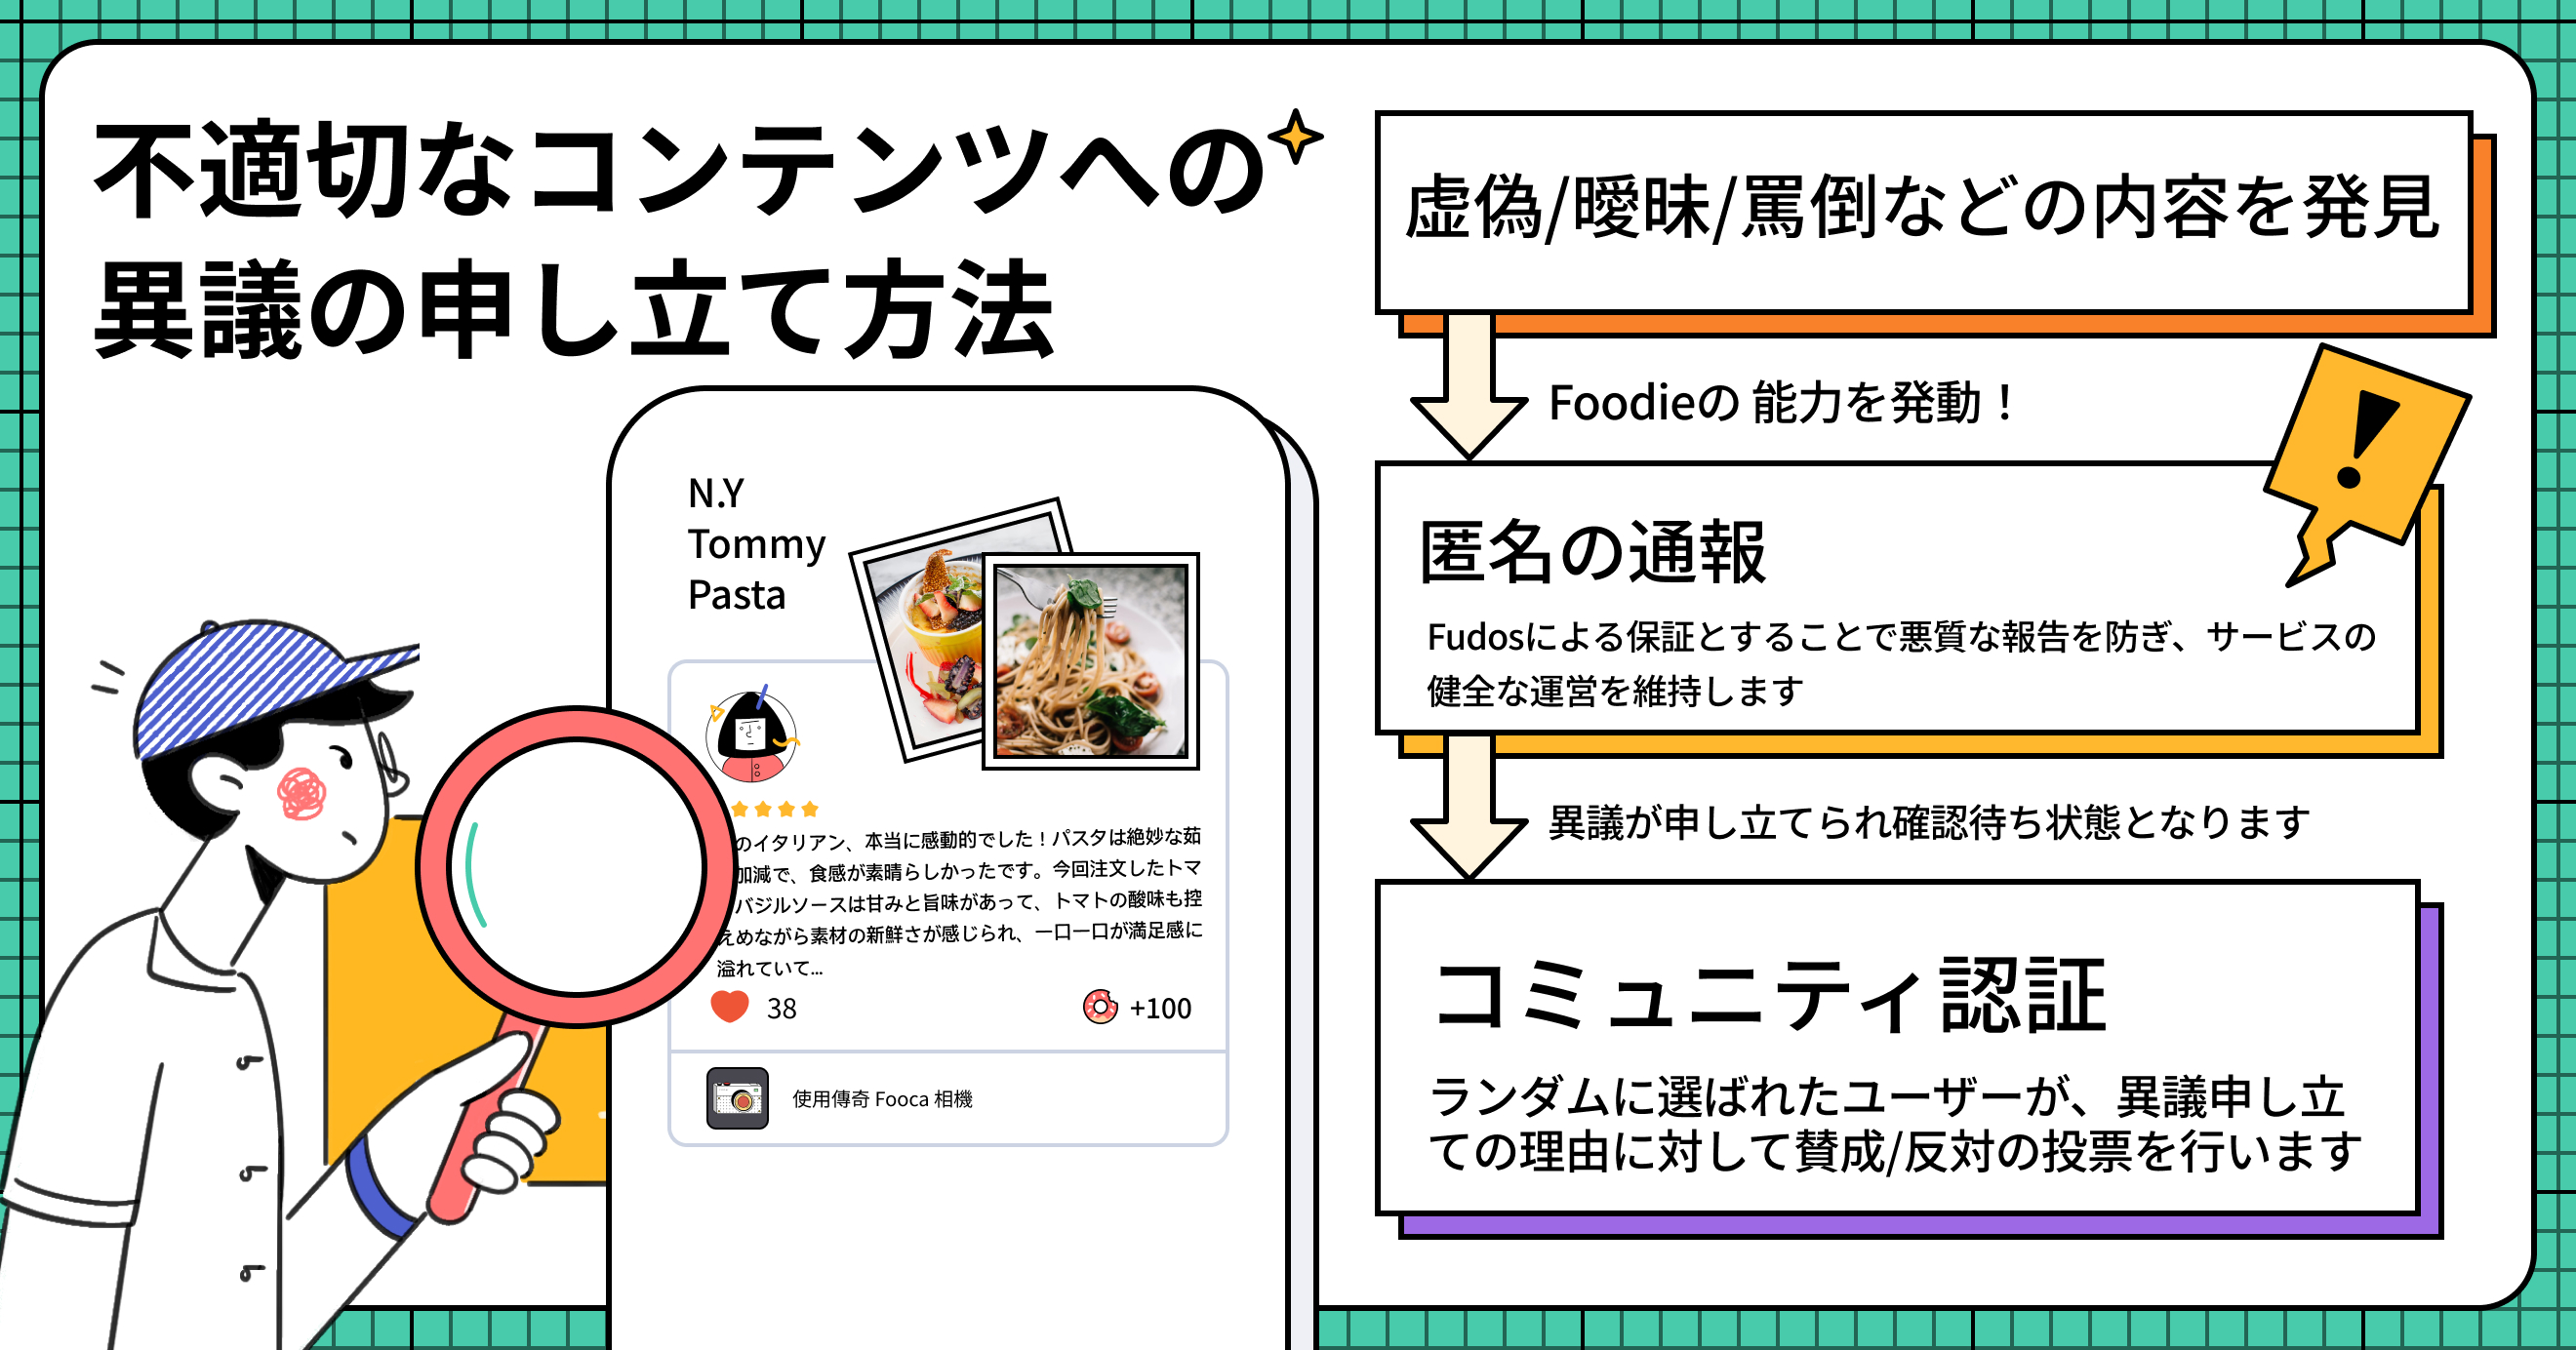 不適切なコンテンツへの
異議の申し立て方法
N.Y
Tommy
Pasta
のイタリアン、本当に感動的でした！パスタは絶妙な茹
加減で、食感が素晴らしかったです。今回注文したトマ
バジルソースは甘みと旨味があって、トマトの酸味も控
えめながら素材の新鮮さが感じられ、一口一口が満足感に
溢れていて...
38
+100
使用傳奇 Fooca 相機
虚偽/曖昧/罵倒などの内容を発見
Foodieの 能力を発動！
匿名の通報
Fudosによる保証とすることで悪質な報告を防ぎ、サービスの
健全な運営を維持します
異議が申し立てられ確認待ち状態となります
コミュニティ認証
ランダムに選ばれたユーザーが、異議申し立
ての理由に対して賛成/反対の投票を行います